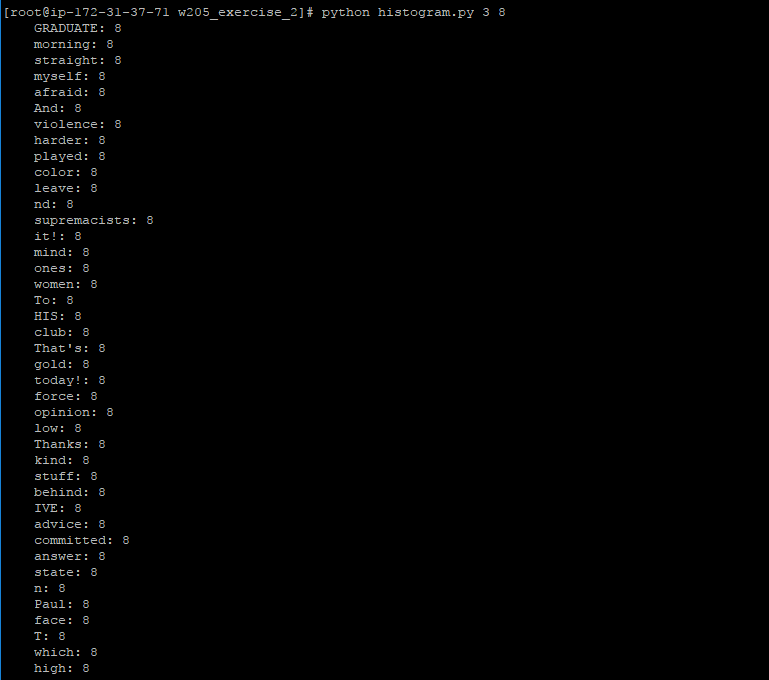 [root@ip-172-31-37-71 w205_exercise_2]# python histogram.py 3 8
GRADUATE: 8
morning: 8
straight: 8
myself: 8
afraid: 8
And: 8
violence: 8
harder: 8
played: 8
color: 8
leave: 8
nd: 8
supremacists: 8
it!: 8
mind: 8
ones: 8
women: 8
To: 8
HIS: 8
club: 8
That's: 8
gold: 8
today!: 8
force: 8
opinion: 8
low: 8
Thanks: 8
kind: 8
stuff: 8
behind: 8
IVE: 8
advice: 8
committed: 8
answer: 8
state: 8
n: 8
Paul: 8
face: 8
T: 8
which: 8
high: 8